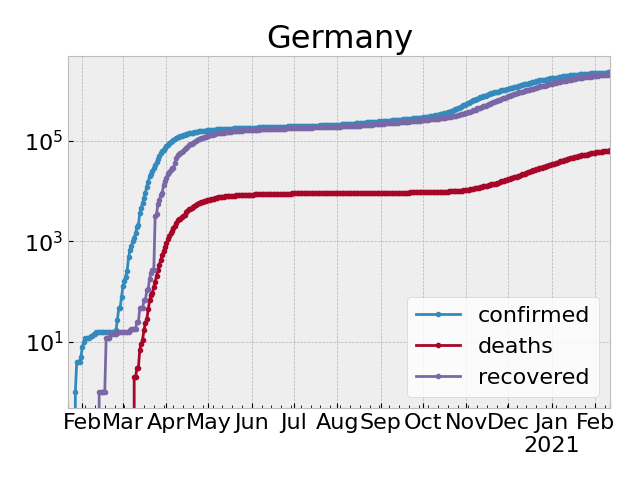 Germany
10^5
10^3
10^1
confirmed
deaths
recovered
Feb Mar Apr May Jun Jul Aug Sep Oct Nov Dec Jan Feb
2021